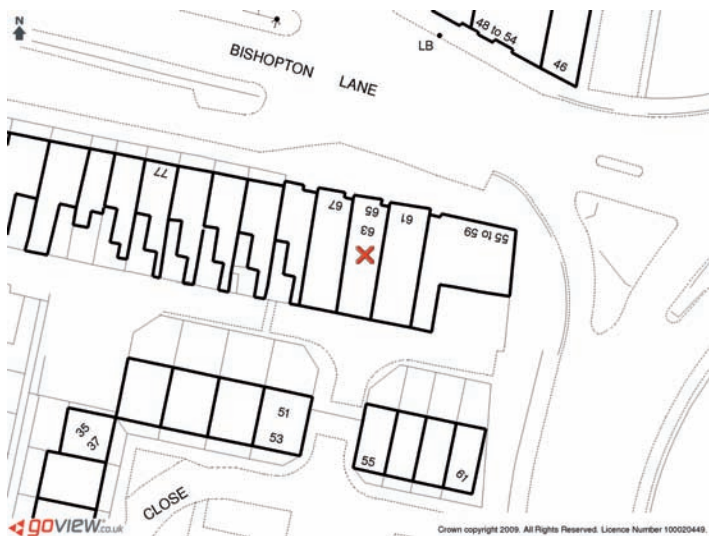 N
BISHOPTON LANE
LB
48 to 54
46
77
67
65
63
61
55 to 59
51
53
35
37
55
61
CLOSE
goview.co.uk
Crown copyright 2009. All Rights Reserved. Licence Number 100020449.